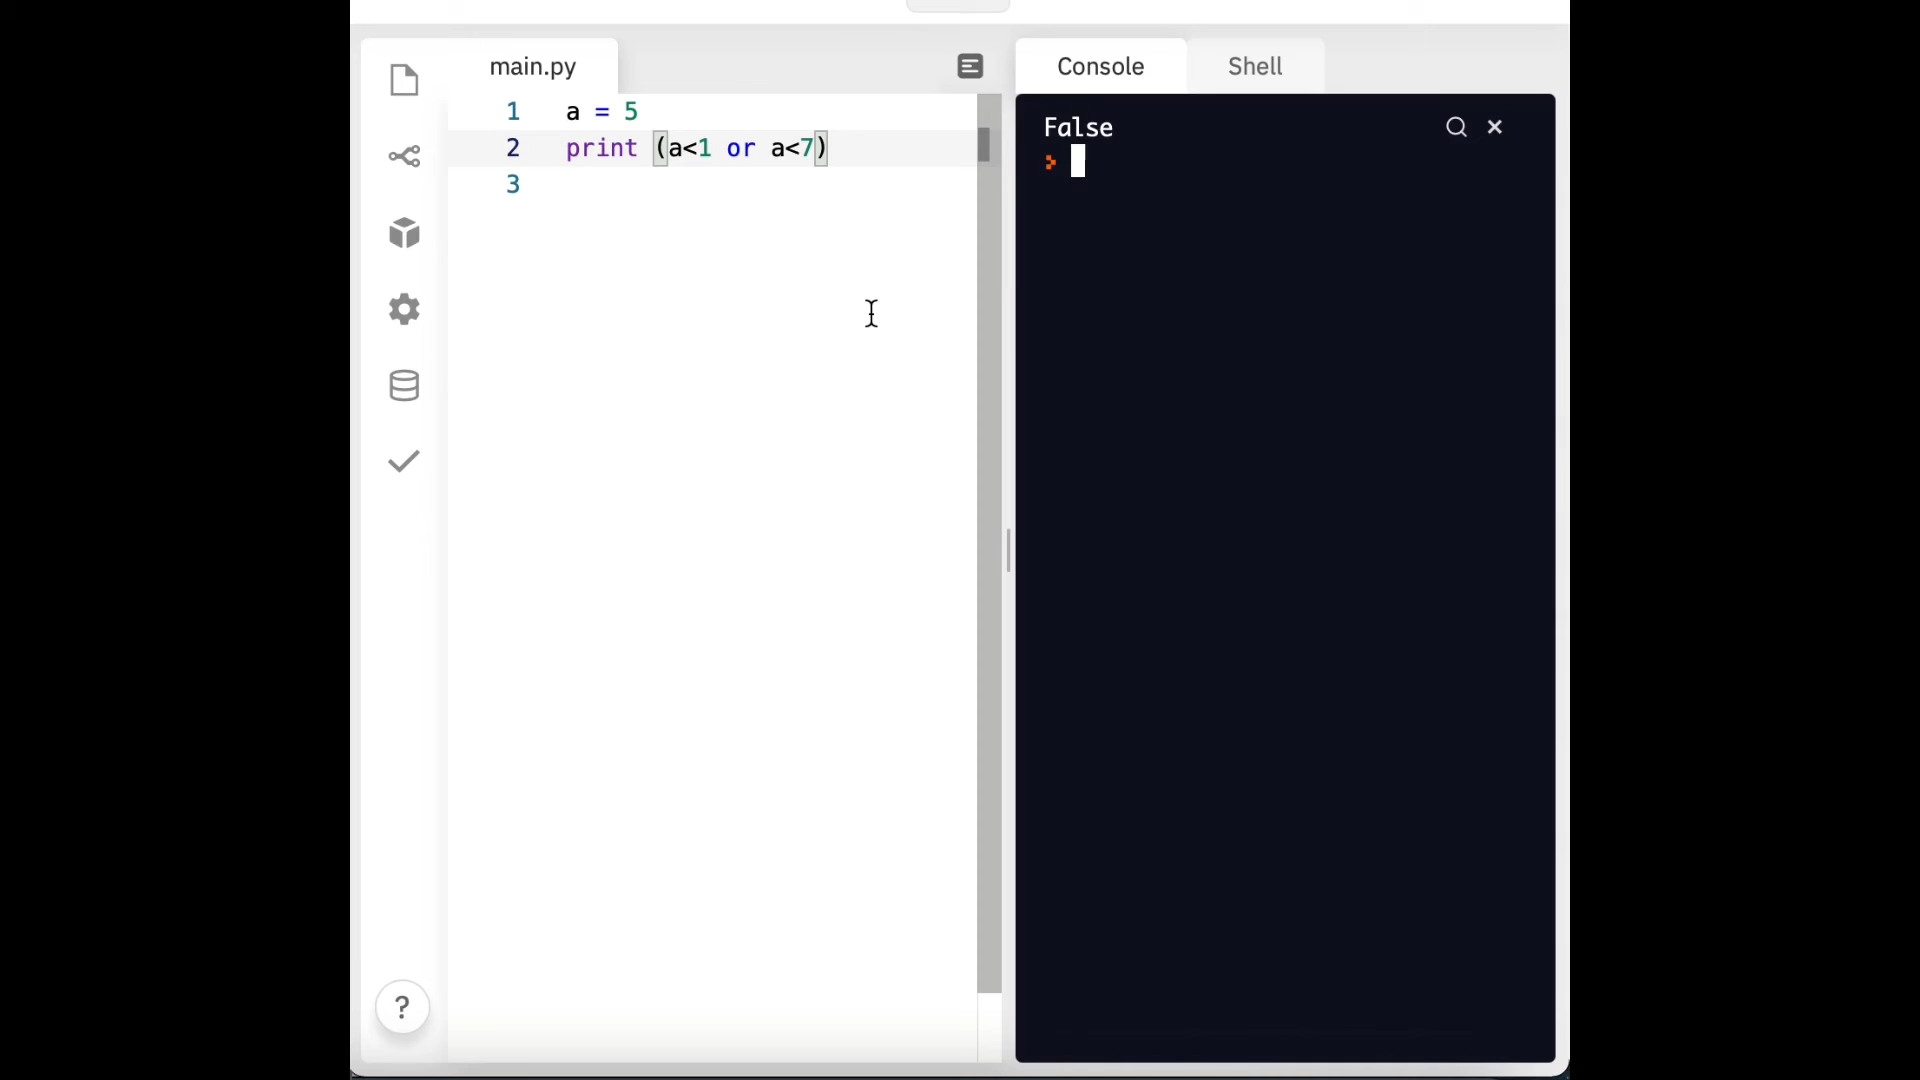 main.py
1 a = 5
2 print (a<1 or a<7)
3
?
Console Shell
False